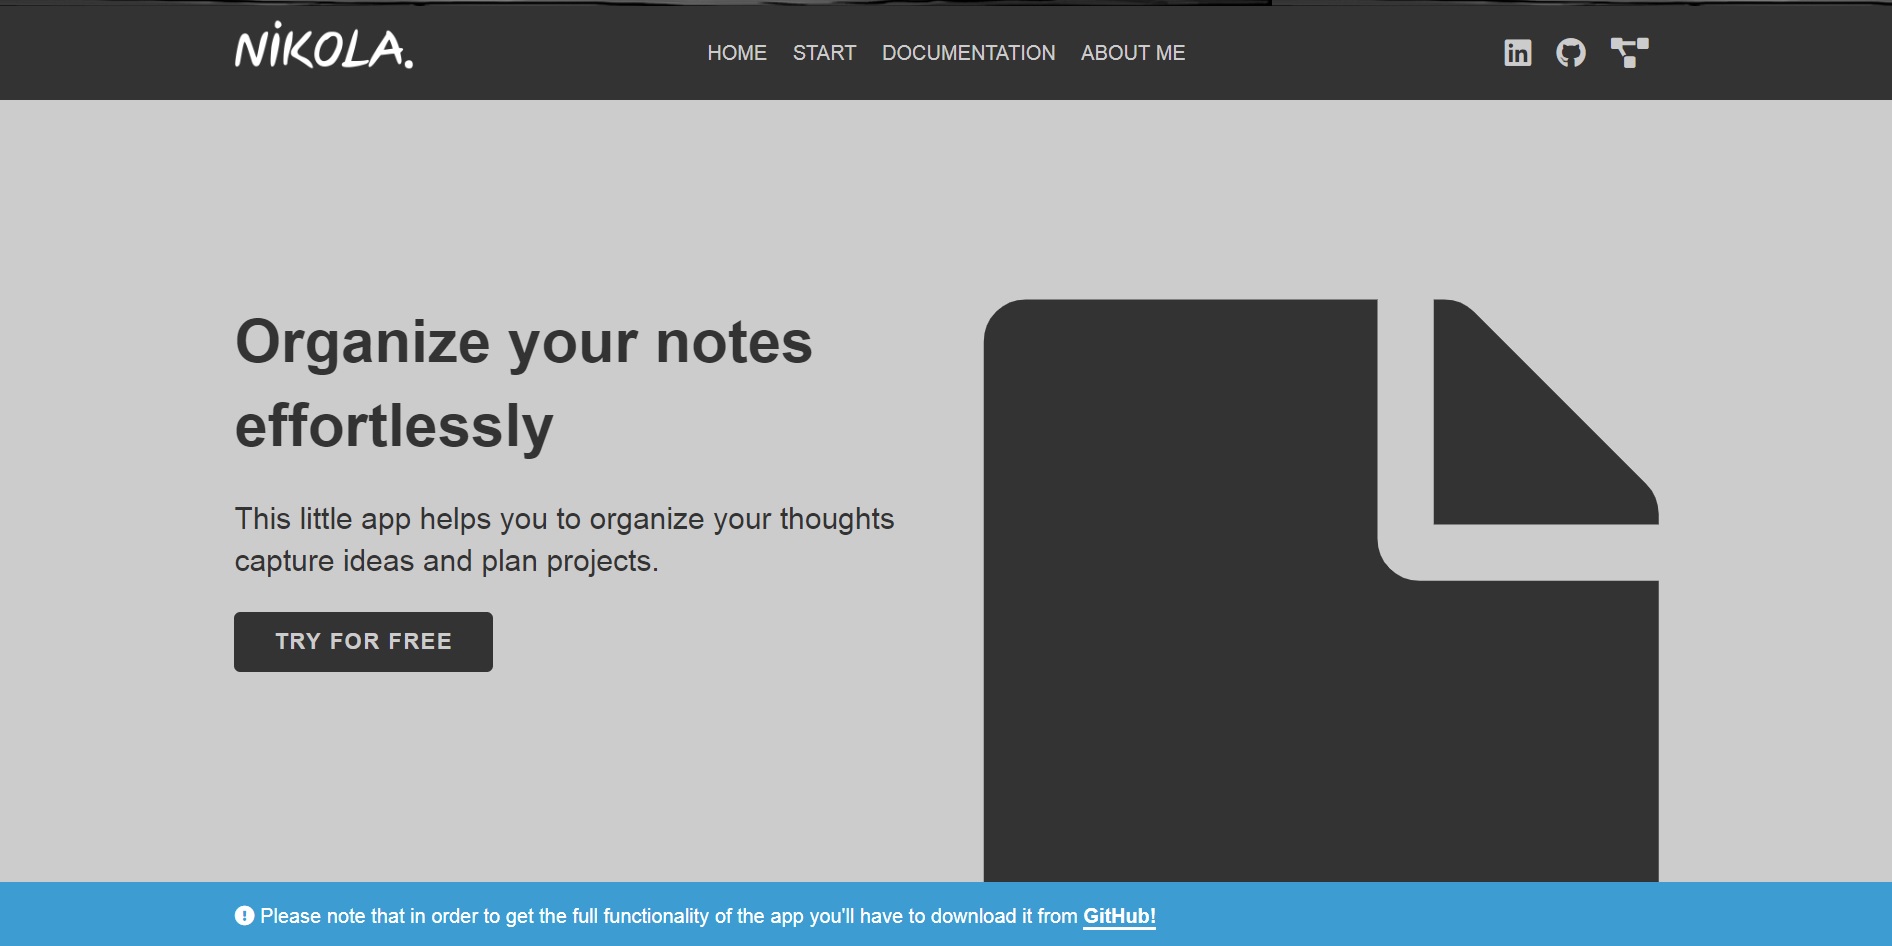 NiKOLA.
HOME START DOCUMENTATION ABOUT ME
in
Organize your notes
effortlessly
This little app helps you to organize your thoughts
capture ideas and plan projects.
TRY FOR FREE
Please note that in order to get the full functionality of the app you'll have to download it from GitHub!